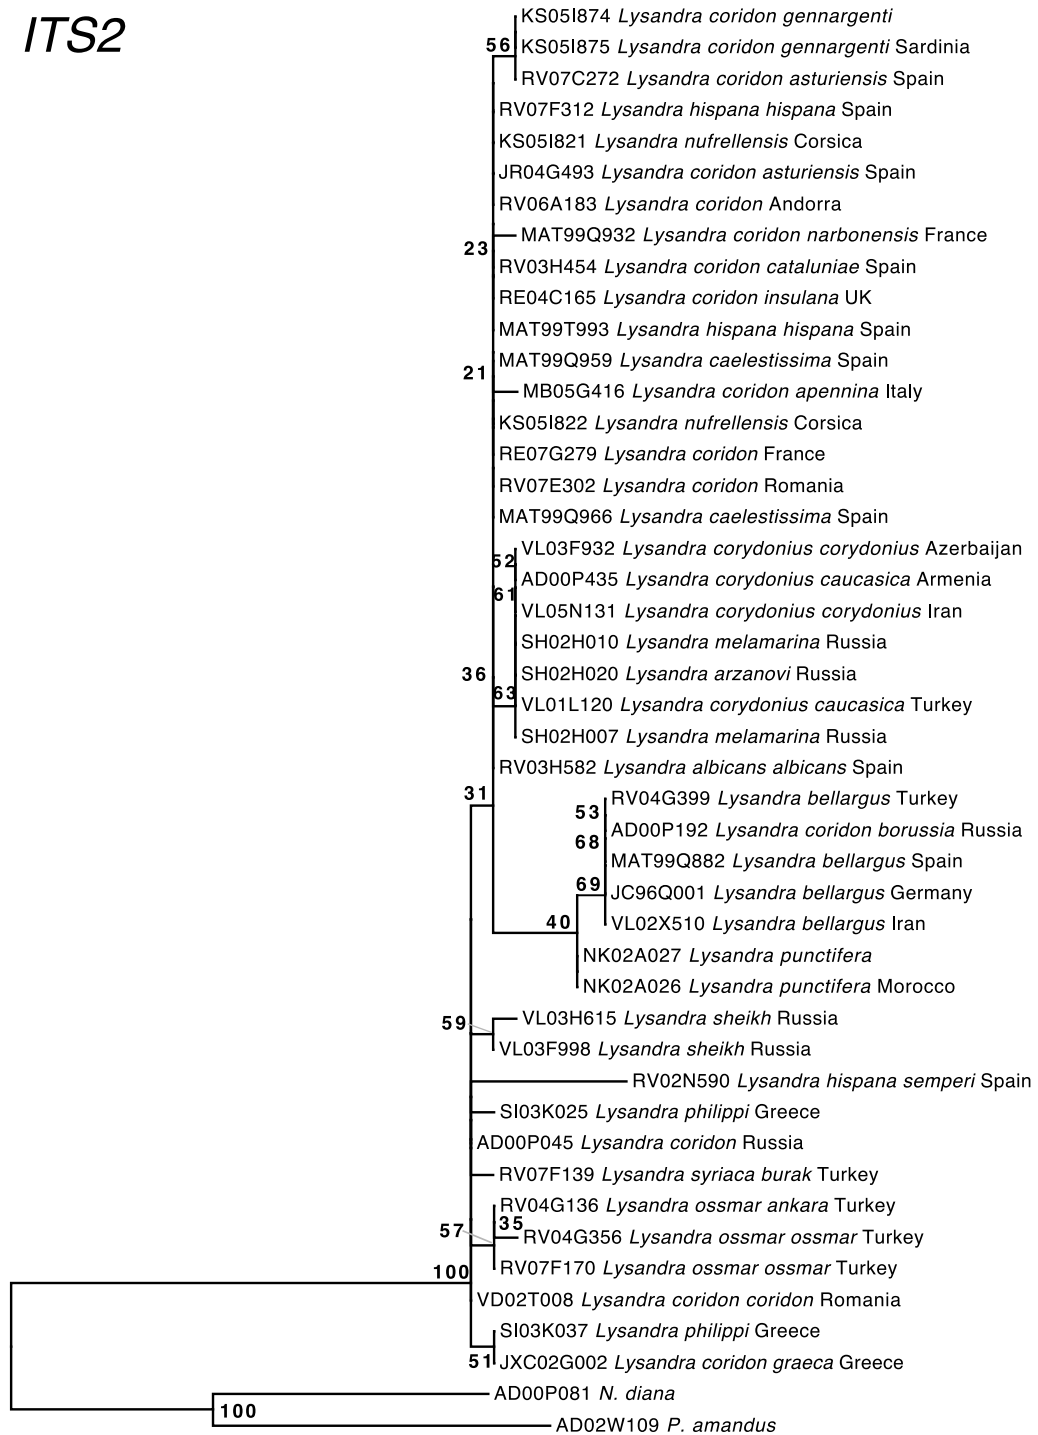 ITS2
KS05I874 Lysandra coridon gennargenti
56
KS05I875 Lysandra coridon gennargenti Sardinia
RV07C272 Lysandra coridon asturiensis Spain
RV07F312 Lysandra hispana hispana Spain
KS05I821 Lysandra nufrellensis Corsica
JR04G493 Lysandra coridon asturiensis Spain
RV06A183 Lysandra coridon Andorra
MAT99Q932 Lysandra coridon narbonensis France
23
RV03H454 Lysandra coridon cataluniae Spain
RE04C165 Lysandra coridon insulana UK
MAT99T993 Lysandra hispana hispana Spain
MAT99Q959 Lysandra caelestissima Spain
21
MB05G416 Lysandra coridon apennina Italy
KS05I822 Lysandra nufrellensis Corsica
RE07G279 Lysandra coridon France
RV07E302 Lysandra coridon Romania
MAT99Q966 Lysandra caelestissima Spain
VL03F932 Lysandra corydonius corydonius Azerbaijan
52
AD00P435 Lysandra corydonius caucasica Armenia
61
VL05N131 Lysandra corydonius corydonius Iran
SH02H010 Lysandra melamarina Russia
36
SH02H020 Lysandra arzanovi Russia
63
VL01L120 Lysandra corydonius caucasica Turkey
SH02H007 Lysandra melamarina Russia
RV03H582 Lysandra albicans albicans Spain
31
RV04G399 Lysandra bellargus Turkey
53
AD00P192 Lysandra coridon borussia Russia
68
MAT99Q882 Lysandra bellargus Spain
69
JC96Q001 Lysandra bellargus Germany
VL02X510 Lysandra bellargus Iran
40
NK02A027 Lysandra punctifera
NK02A026 Lysandra punctifera Morocco
VL03H615 Lysandra sheikh Russia
59
VL03F998 Lysandra sheikh Russia
RV02N590 Lysandra hispana semperi Spain
SI03K025 Lysandra philippi Greece
AD00P045 Lysandra coridon Russia
RV07F139 Lysandra syriaca burak Turkey
RV04G136 Lysandra ossmar ankara Turkey
35
57
RV04G356 Lysandra ossmar ossmar Turkey
RV07F170 Lysandra ossmar ossmar Turkey
100
VD02T008 Lysandra coridon coridon Romania
SI03K037 Lysandra philippi Greece
51
JXC02G002 Lysandra coridon graeca Greece
AD00P081 N. diana
100
AD02W109 P. amandus